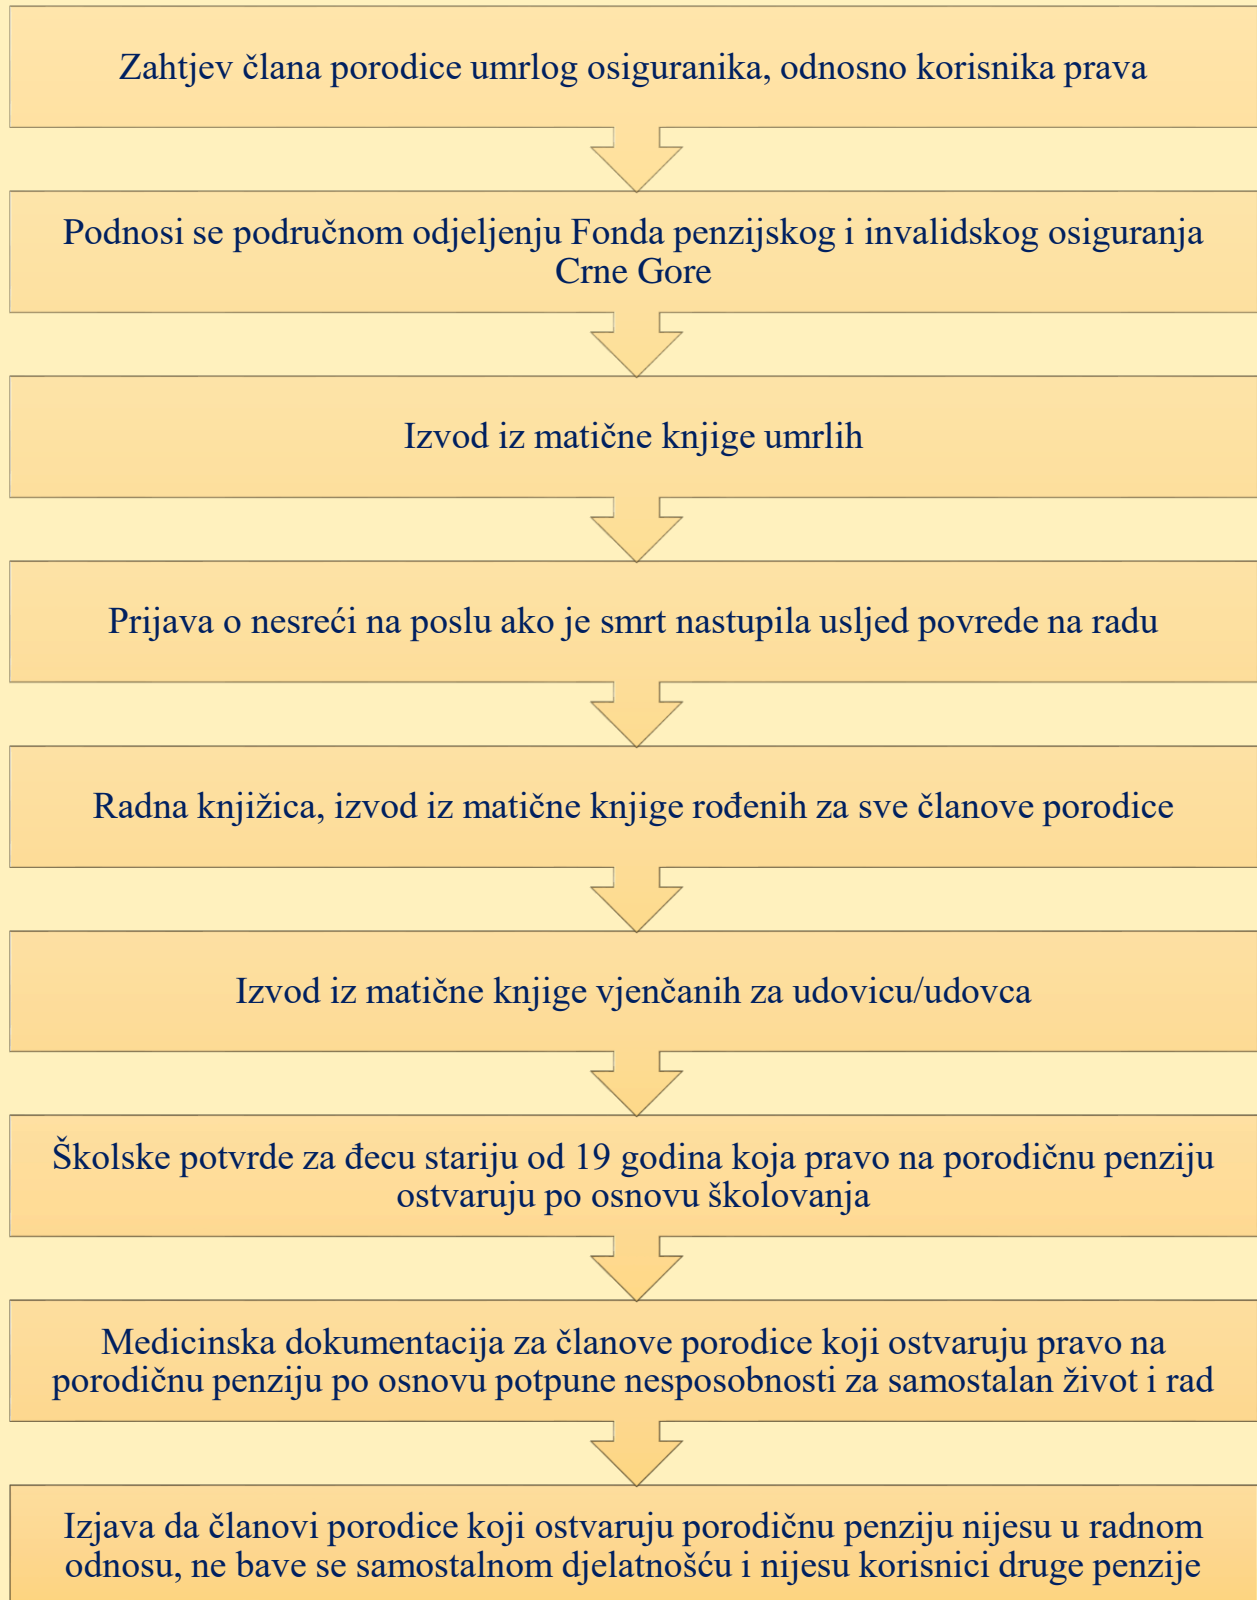 Zahtjev člana porodice umrlog osiguranika, odnosno korisnika prava
Podnosi se područnom odjeljenju Fonda penzijskog i invalidskog osiguranja
Crne Gore
Izvod iz matične knjige umrlih
Prijava o nesreći na poslu ako je smrt nastupila usljed povrede na radu
Radna knjižica, izvod iz matične knjige rođenih za sve članove porodice
Izvod iz matične knjige vjenčanih za udovicu/udovca
Školske potvrde za đecu stariju od 19 godina koja pravo na porodičnu penziju
ostvaruju po osnovu školovanja
Medicinska dokumentacija za članove porodice koji ostvaruju pravo na
porodičnu penziju po osnovu potpune nesposobnosti za samostalan život i rad
Izjava da članovi porodice koji ostvaruju porodičnu penziju nijesu u radnom
odnosu, ne bave se samostalnom djelatnošću i nijesu korisnici druge penzije